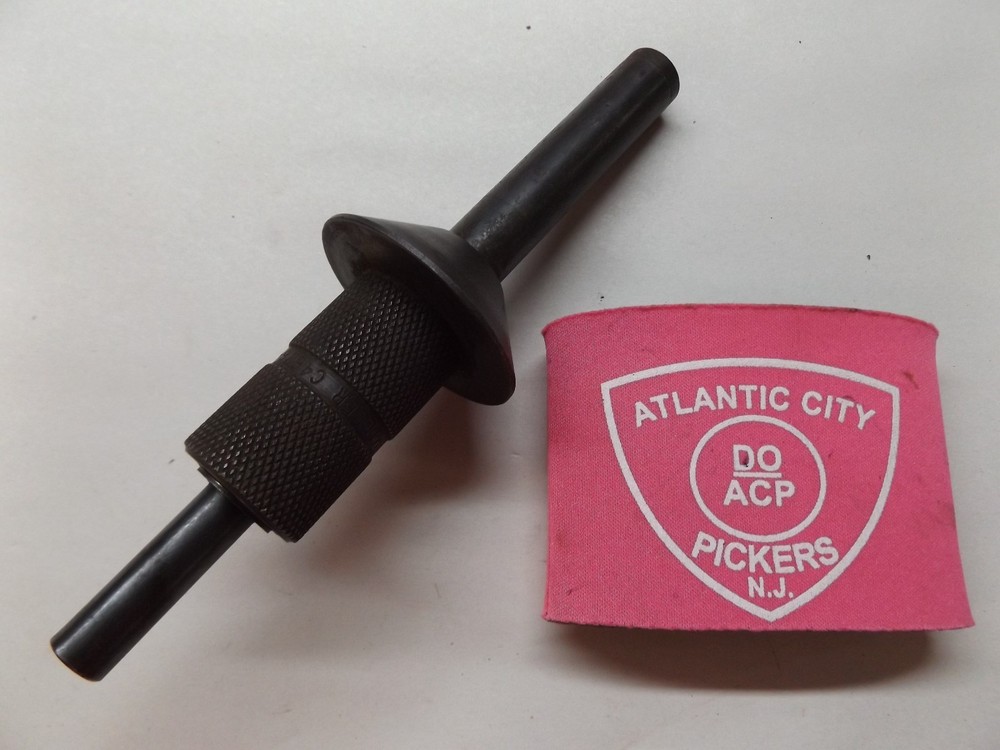 ATLANTIC CITY
DO
ACP
PICKERS
N.J.